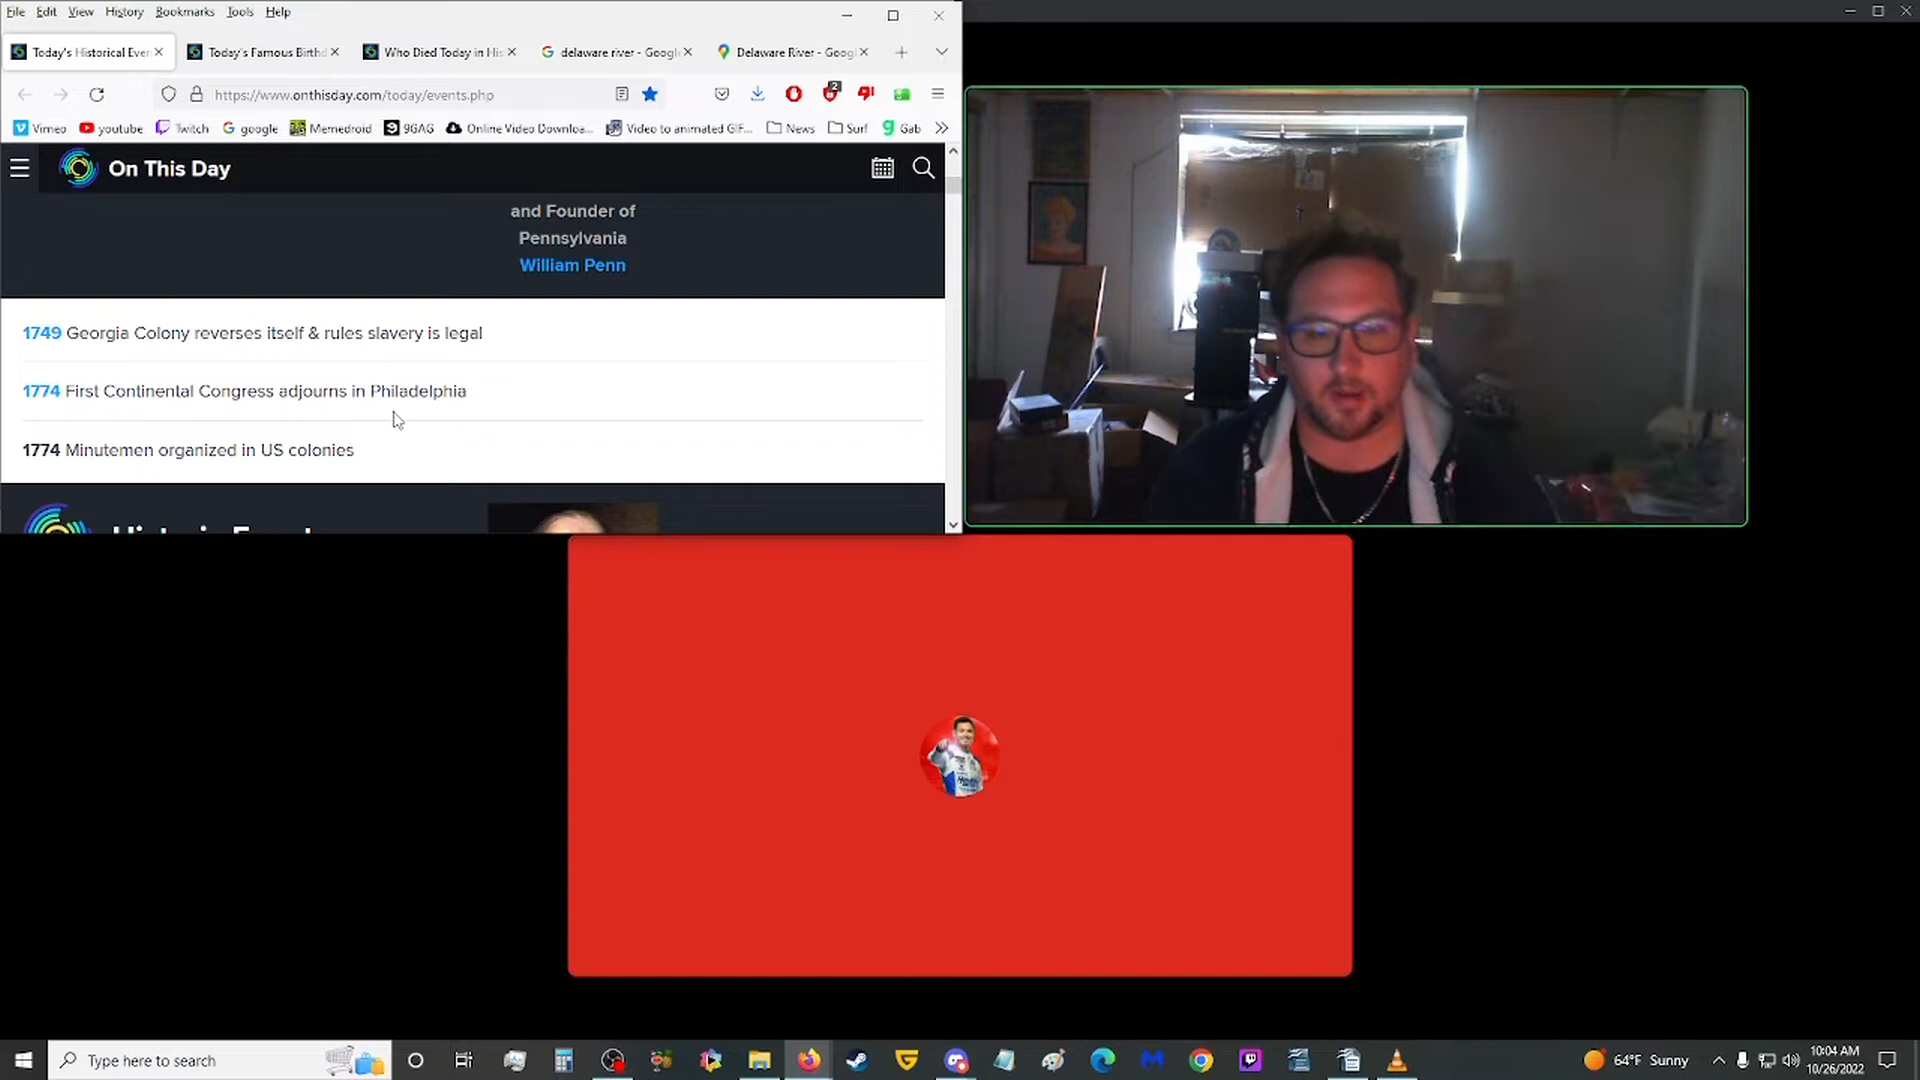 File Edit View History Bookmarks Tools Help
Today's Historical Even Today's Famous Birthd Who Died Today in His delaware river - Google Delaware River - Googl
https://www.onthisday.com/today/events.php
2
Vimeo youtube Twitch google Memedroid 9GAG Online Video Downloa... Video to animated GIF... News Surf Gab
On This Day
and Founder of
Pennsylvania
William Penn
1749 Georgia Colony reverses itself & rules slavery is legal
1774 First Continental Congress adjourns in Philadelphia
1774 Minutemen organized in US colonies
Type here to search
64°F Sunny
10:04 AM
10/26/2022